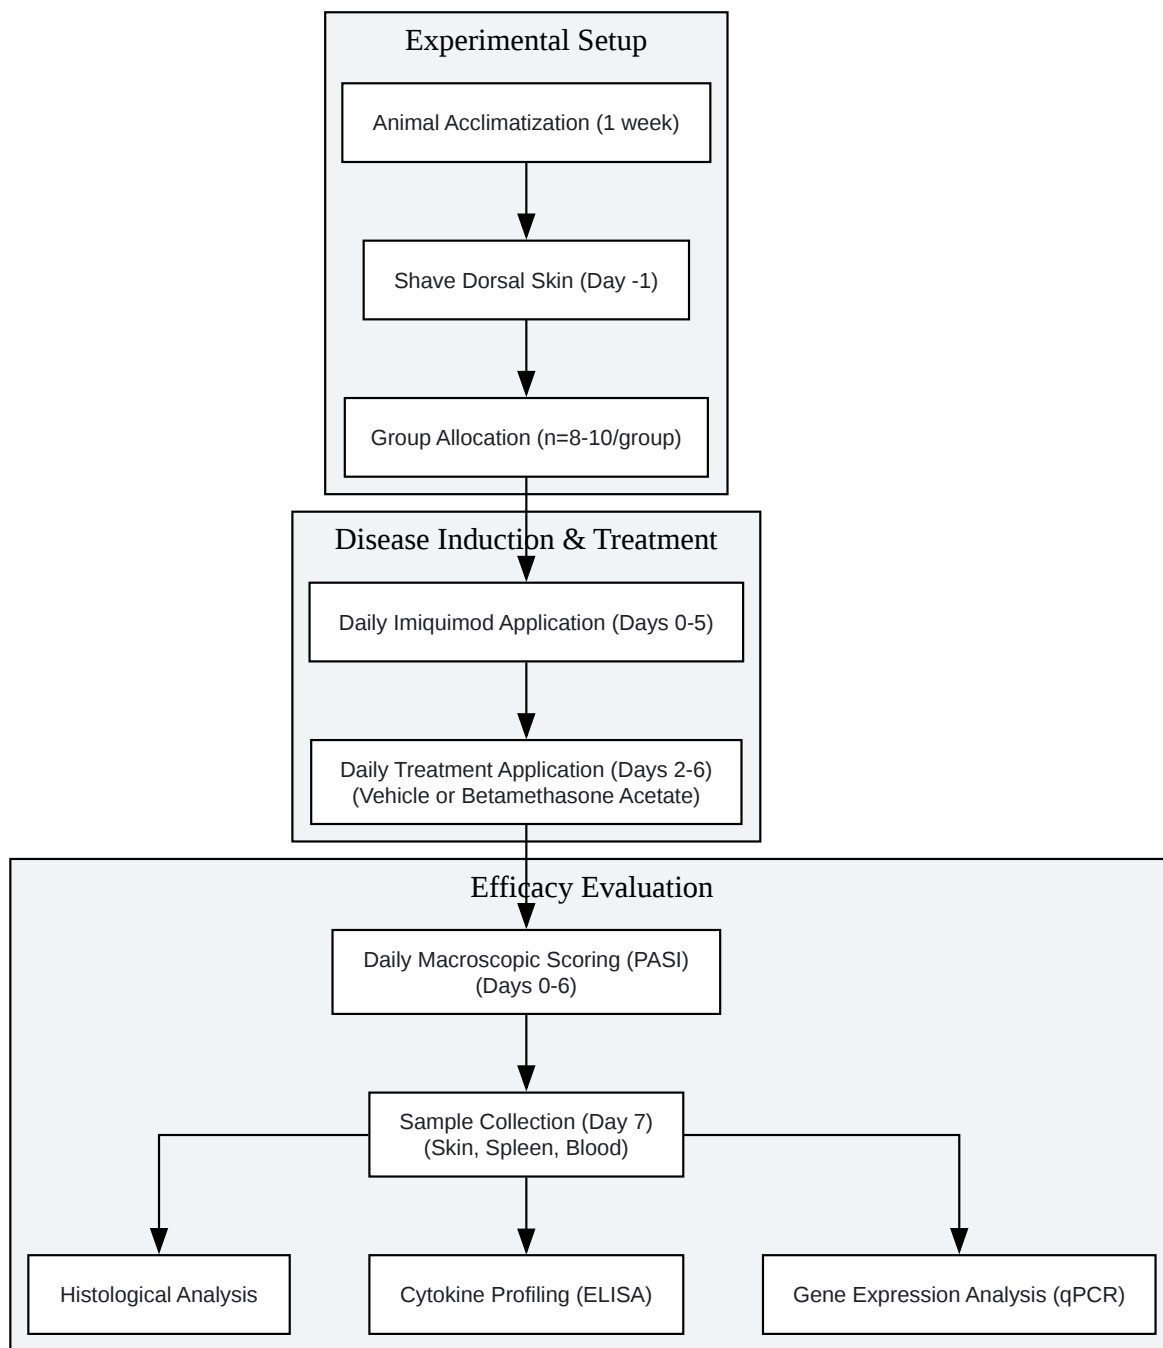 Experimental Setup
Animal Acclimatization (1 week)
Shave Dorsal Skin (Day -1)
Group Allocation (n=8-10/group)
Disease Induction & Treatment
Daily Imiquimod Application (Days 0-5)
Daily Treatment Application (Days 2-6)
(Vehicle or Betamethasone Acetate)
Efficacy Evaluation
Daily Macroscopic Scoring (PASI)
(Days 0-6)
Sample Collection (Day 7)
(Skin, Spleen, Blood)
Histological Analysis
Cytokine Profiling (ELISA)
Gene Expression Analysis (qPCR)